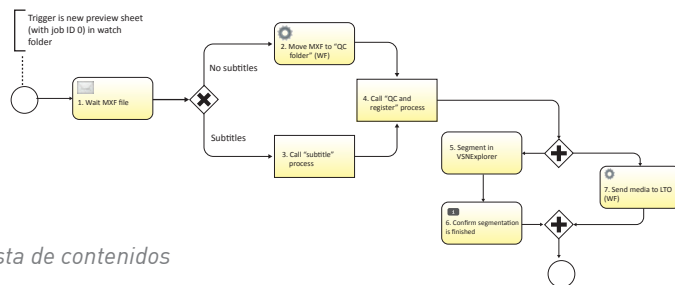 Trigger is new preview sheet
(with job ID 0) in watch
folder
1. Wait MXF file
No subtitles
Subtitles
2. Move MXF to “QC
folder” (WF)
3. Call “subtitle”
process
4. Call “QC and
register” process
5. Segment in
VSNExplorer
6. Confirm segmentation
is finished
7. Send media to LTO
(WF)
sta de contenidos